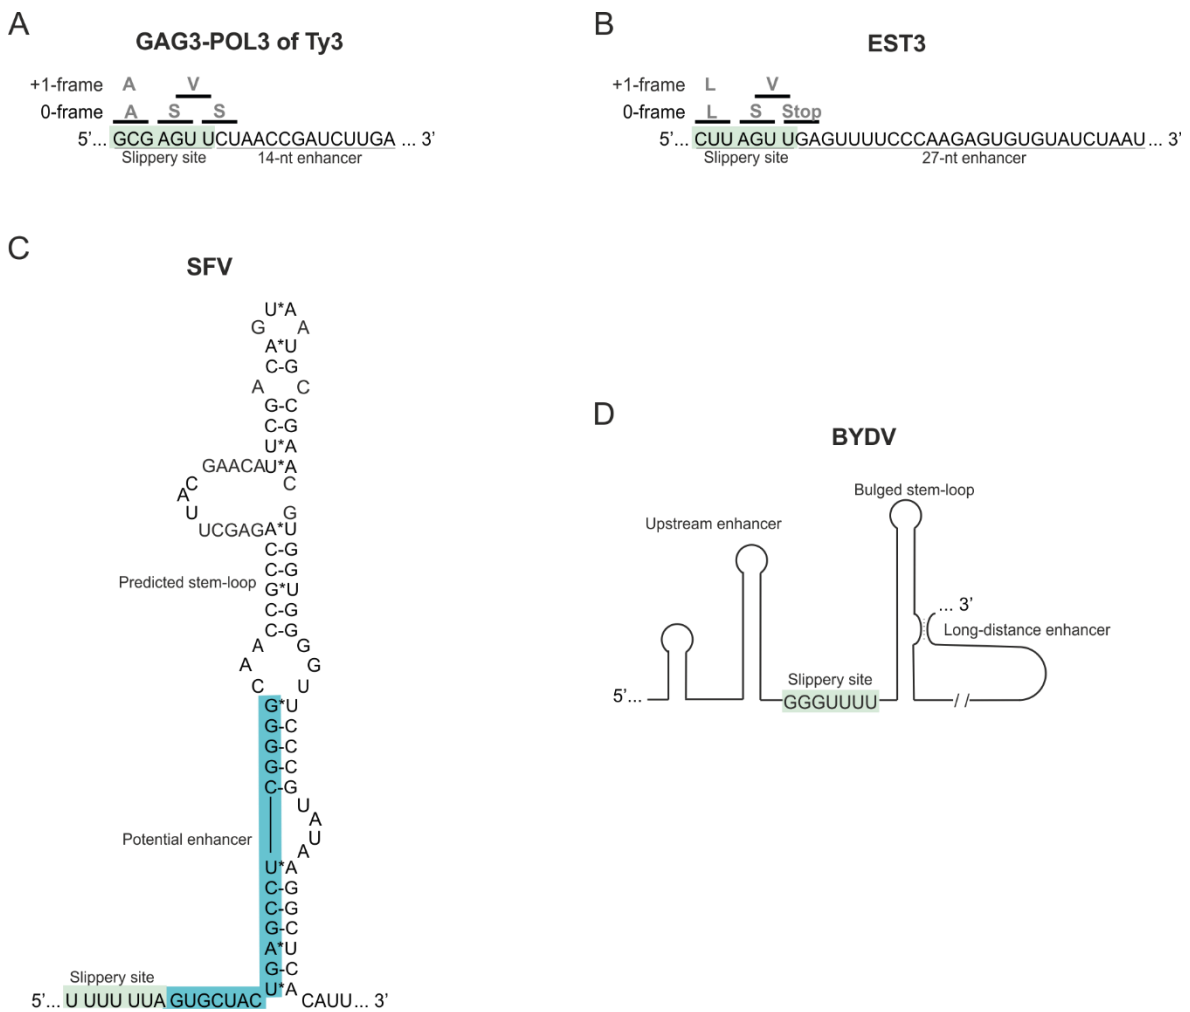 A
GAG3-POL3 of Ty3
+1-frame A V
0-frame A S S
5'... GCG AGU U CUAACCGAUCUUGA ... 3'
Slippery site 14-nt enhancer
B
EST3
+1-frame L V
0-frame L S Stop
5'... CUU AGU U GAGUUUUCCCAAGAGUGUGUAUCUAAU ... 3'
Slippery site 27-nt enhancer
C
SFV
U*A
G A
A*U
C-G
A C
G-C
C-G
U*A
GAACAU*A
C C
A
U G
UCGAGA*U
C-G
C-G
Predicted stem-loop G*U
C-G
C-G
A G
A G
C U
G*U
G-C
G-C
C-G
U
A
U
Potential enhancer A
U*A
C-G
C-G
G-C
A*U
G-C
U*A
Slippery site
5'... U UUU UUA GUGCUAC CAUU... 3'
D
BYDV
Bulged stem-loop
Upstream enhancer
... 3'
Long-distance enhancer
Slippery site
5'... GGGUUUU //